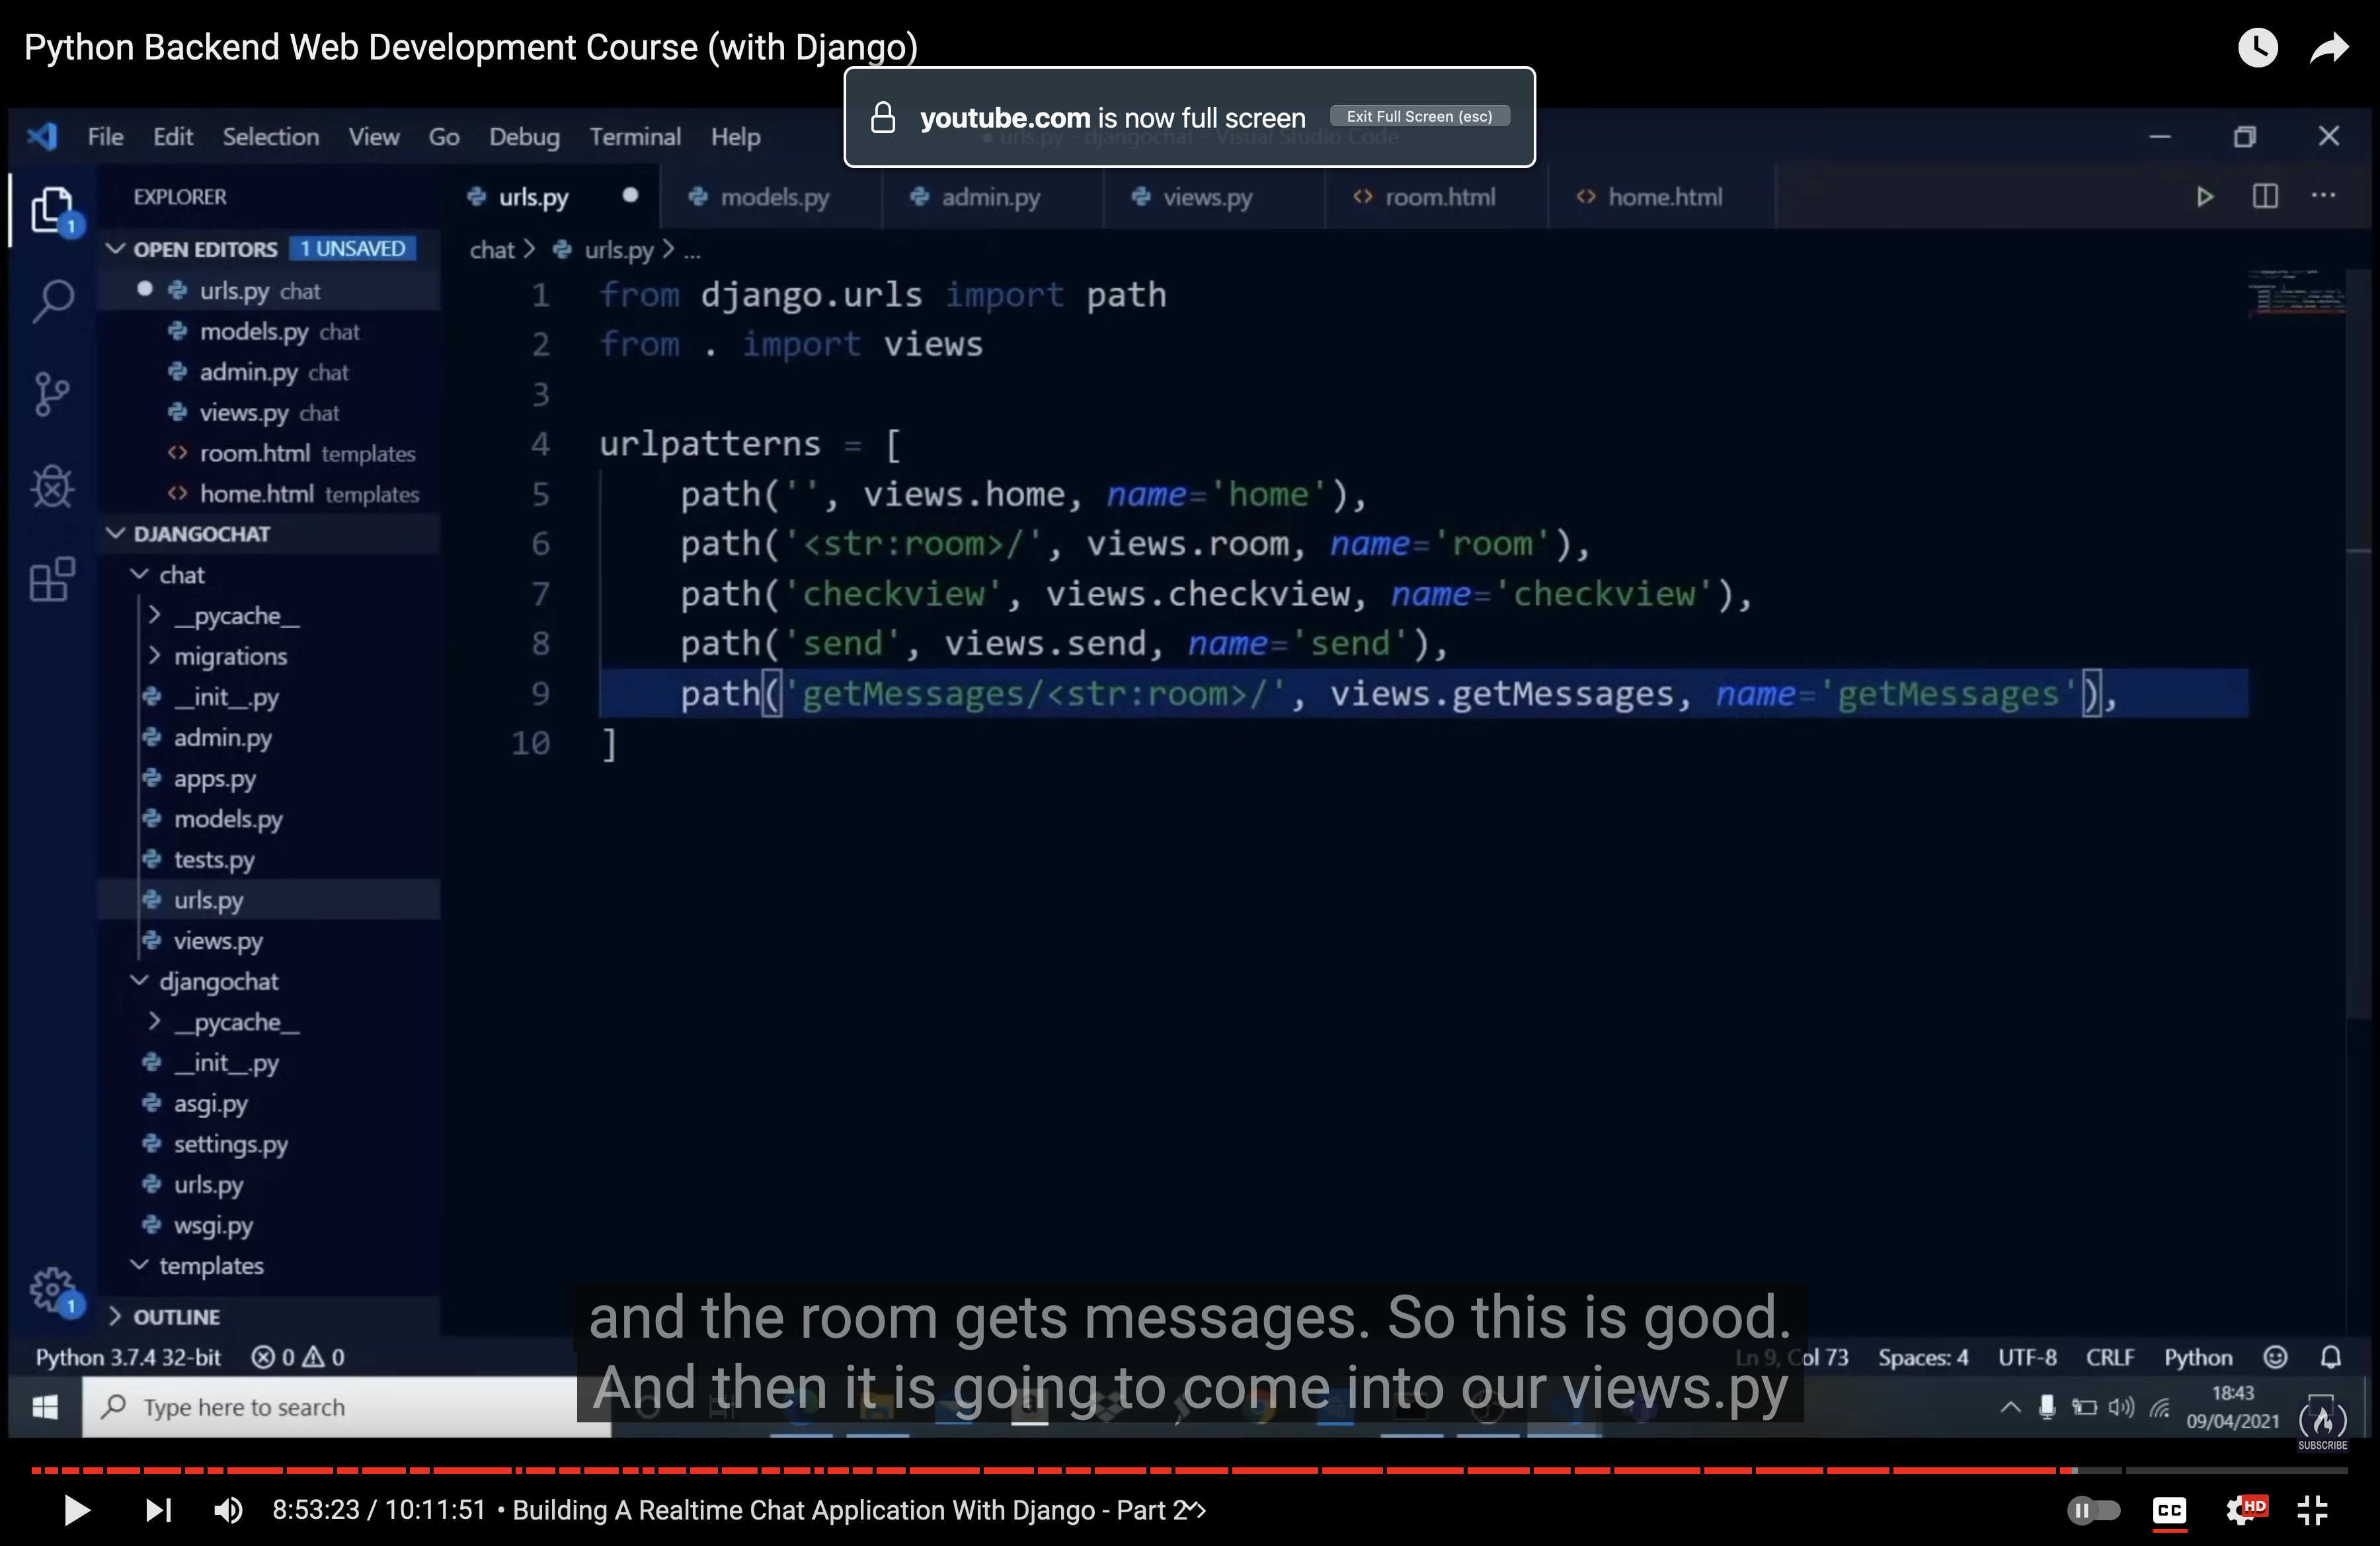 Python Backend Web Development Course (with Django)
youtube.com is now full screen
Exit Full Screen (esc)
File Edit Selection View Go Debug Terminal Help
urls.py - djangochat - Visual Studio Code
EXPLORER
urls.py models.py admin.py views.py room.html home.html
OPEN EDITORS 1 UNSAVED
urls.py chat
models.py chat
admin.py chat
views.py chat
room.html templates
home.html templates
DJANGOCHAT
chat
__pycache__
migrations
__init__.py
admin.py
apps.py
models.py
tests.py
urls.py
views.py
djangochat
__pycache__
__init__.py
asgi.py
settings.py
urls.py
wsgi.py
templates
OUTLINE
1
1
chat > urls.py > ...
1 from django.urls import path
2 from . import views
3
4 urlpatterns = [
5 path('', views.home, name='home'),
6 path('<str:room>/', views.room, name='room'),
7 path('checkview', views.checkview, name='checkview'),
8 path('send', views.send, name='send'),
9 path('getMessages/<str:room>/', views.getMessages, name='getMessages'),
10 ]
and the room gets messages. So this is good.
And then it is going to come into our views.py
Python 3.7.4 32-bit 0 0
Ln 9, Col 73 Spaces: 4 UTF-8 CRLF Python
Type here to search
18:43
09/04/2021
SUBSCRIBE
8:53:23 / 10:11:51 • Building A Realtime Chat Application With Django - Part 2
CC
HD